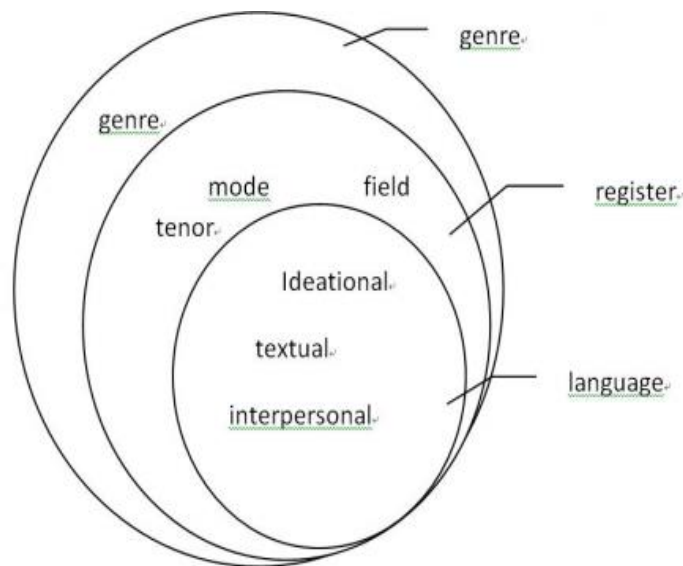 genre
genre
mode field
register
tenor
Ideational
textual
language
interpersonal